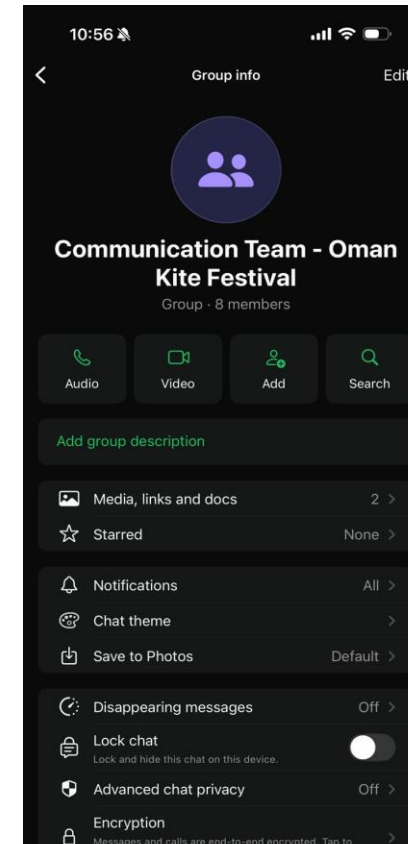 10:56
Group info
Edit
Communication Team - Oman
Kite Festival
Group · 8 members
Audio
Video
Add
Search
Add group description
Media, links and docs
2
Starred
None
Notifications
All
Chat theme
Save to Photos
Default
Disappearing messages
Off
Lock chat
Lock and hide this chat on this device.
Advanced chat privacy
Off
Encryption
Messages and calls are end-to-end encrypted. Tap to